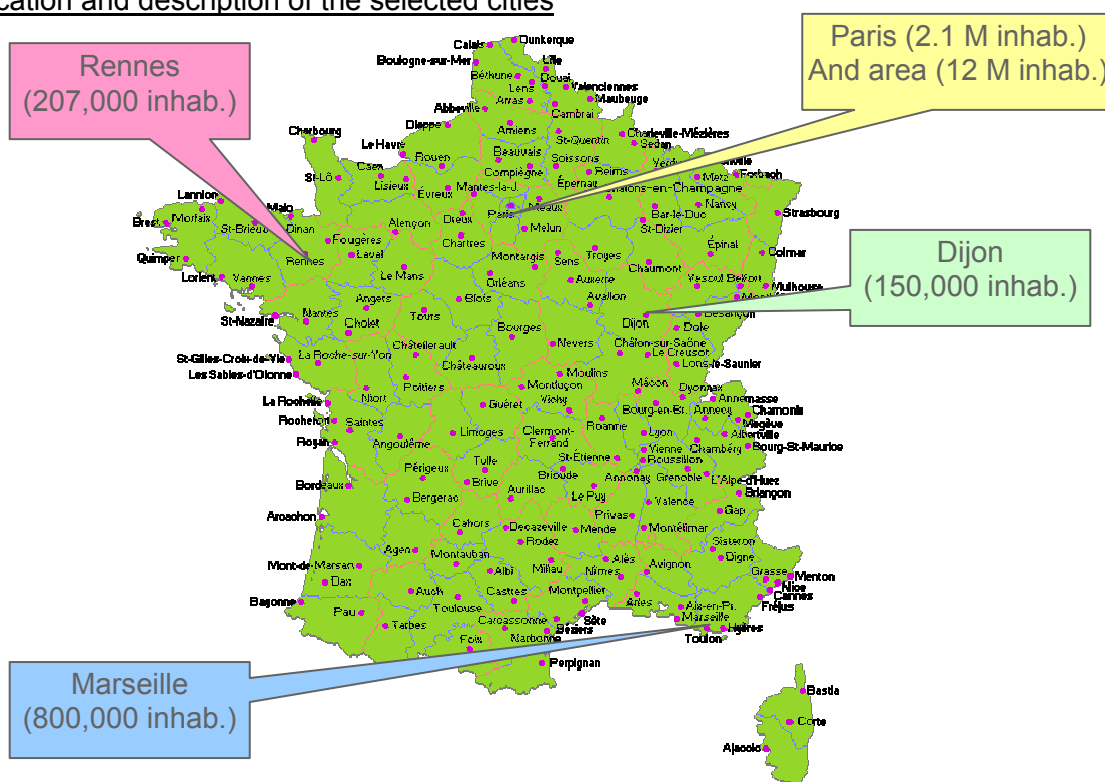 cation and description of the selected cities
Rennes
(207,000 inhab.)
Paris (2.1 M inhab.)
And area (12 M inhab.)
Dijon
(150,000 inhab.)
Marseille
(800,000 inhab.)
Calais
Dunkerque
Boulogne-sur-Mer
Lille
Béthune
Douai
Lens
Valenciennes
Arras
Maubeuge
Abbeville
Cambrai
Dieppe
Amiens
St-Quentin
Charleville-Mézières
Sedan
Cherbourg
Le Havre
Rouen
Beauvais
Soissons
Compiègne
Reims
Metz
Forbach
St-Lô
Caen
Lisieux
Évreux
Mantes-la-J.
Épernay
Nancy
Lannion
Morlaix
Paris
Meaux
Bar-le-Duc
Strasbourg
Brest
St-Brieuc
Dinan
Alençon
Dreux
Melun
St-Dizier
Fougères
Chartres
Épinal
Quimper
Rennes
Laval
Montargis
Sens
Troyes
Chaumont
Colmar
Lorient
Vannes
Le Mans
Orléans
Auxerre
Vesoul
Belfort
Mulhouse
Angers
Blois
Avallon
St-Nazaire
Nantes
Cholet
Tours
Bourges
Dijon
Besançon
Dole
St-Gilles-Croix-de-Vie
La Roche-sur-Yon
Châtellerault
Nevers
Châlon-sur-Saône
Le Creusot
Lons-le-Saunier
Les Sables-d'Olonne
Châteauroux
Poitiers
Moulins
Montluçon
Mâcon
Oyonnax
La Rochelle
Niort
Guéret
Vichy
Bourg-en-Br.
Annecy
Annemasse
Chamonix
Megève
Rochefort
Saintes
Roanne
Albertville
Royan
Angoulême
Limoges
Clermont-
Ferrand
Lyon
Vienne
Chambéry
Bourg-St-Maurice
St-Étienne
Roussillon
Périgueux
Tulle
Brioude
Annonay
Grenoble
L'Alpe-d'Huez
Bordeaux
Brive
Aurillac
Le Puy
Briançon
Bergerac
Valence
Gap
Arcachon
Cahors
Decazeville
Mende
Privas
Montélimar
Rodez
Sisteron
Agen
Montauban
Millau
Alès
Digne
Mont-de-Marsan
Albi
Nîmes
Avignon
Grasse
Menton
Dax
Auch
Castres
Montpellier
Nice
Cannes
Bayonne
Toulouse
Arles
Aix-en-Pr.
Fréjus
Pau
Tarbes
Carcassonne
Sète
Marseille
Hyères
Foix
Narbonne
Béziers
Toulon
Perpignan
Bastia
Corte
Ajaccio